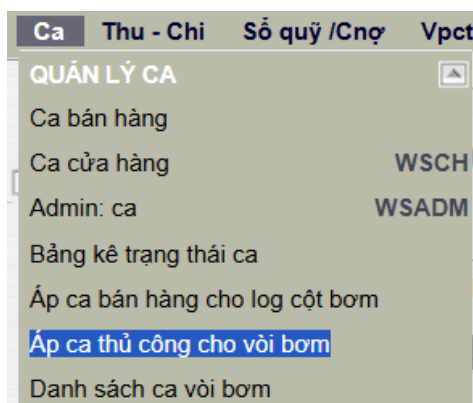 Ca Thu - Chi Sổ quỹ /Cnợ Vpct
QUẢN LÝ CA
Ca bán hàng
Ca cửa hàng WSCH
Admin: ca WSADM
Bảng kê trạng thái ca
Áp ca bán hàng cho log cột bơm
Áp ca thủ công cho vòi bơm
Danh sách ca vòi bơm